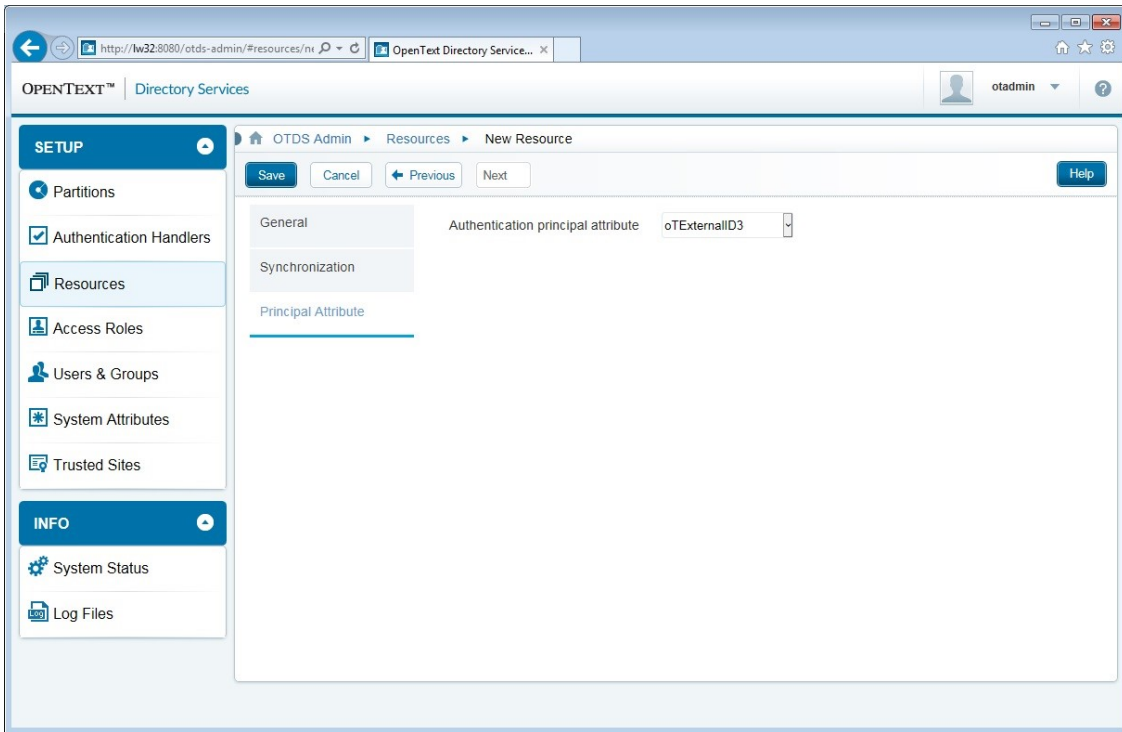 http://lw32:8080/otds-admin/#resources/ne
OpenText Directory Service...
OPENTEXT™ | Directory Services
otadmin
SETUP
OTDS Admin ▸ Resources ▸ New Resource
Save Cancel Previous Next Help
Partitions
Authentication Handlers
Resources
Access Roles
Users & Groups
System Attributes
Trusted Sites
General
Synchronization
Principal Attribute
Authentication principal attribute oTExternalID3
INFO
System Status
Log Files